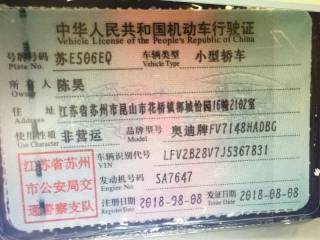 中华人民共和国机动车行驶证
Vehicle License of the People's Republic of China
号牌号码 苏E506EQ 车辆类型 小型轿车
Plate No. Vehicle Type
所有人 陈昊
Owner
住址 江苏省苏州市昆山市花桥镇 16幢2102室
Address
使用性质 非营运 品牌型号 奥迪牌FV7148HADBG
Use Character Model
车辆识别代号 LFV2B28V7J5367831
VIN
江苏省苏州
市公安局交
通警察支队
发动机号码 SA7647
Engine No.
注册日期 2018-08-08 发证日期 2018-08-08
Register Date Issue Date